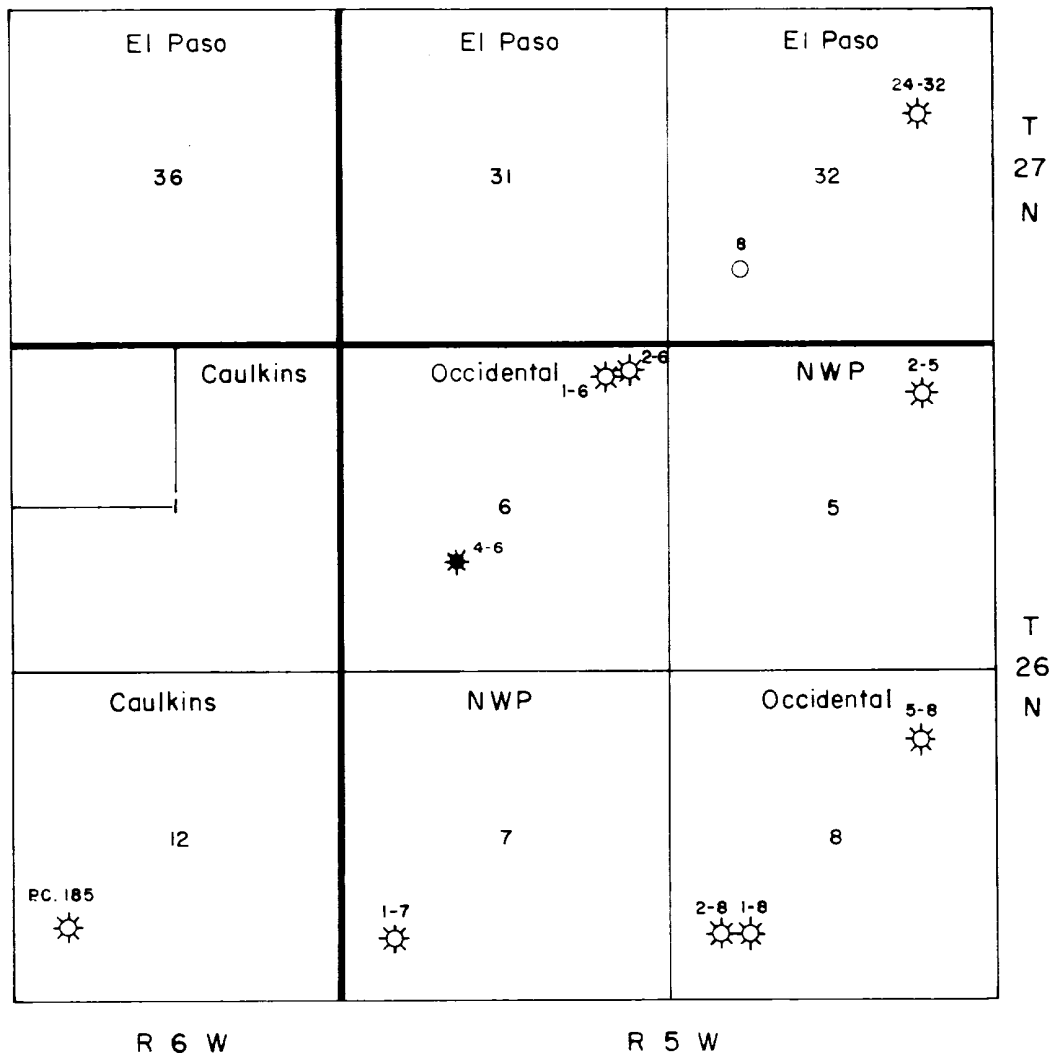 El Paso
El Paso
El Paso
24-32
T
27
N
36
31
32
8
Caulkins
Occidental
1-6
2-6
NWP
2-5
1
6
5
4-6
T
26
N
Caulkins
NWP
Occidental
5-8
12
7
8
P.C. 185
1-7
2-8
1-8
R 6 W
R 5 W